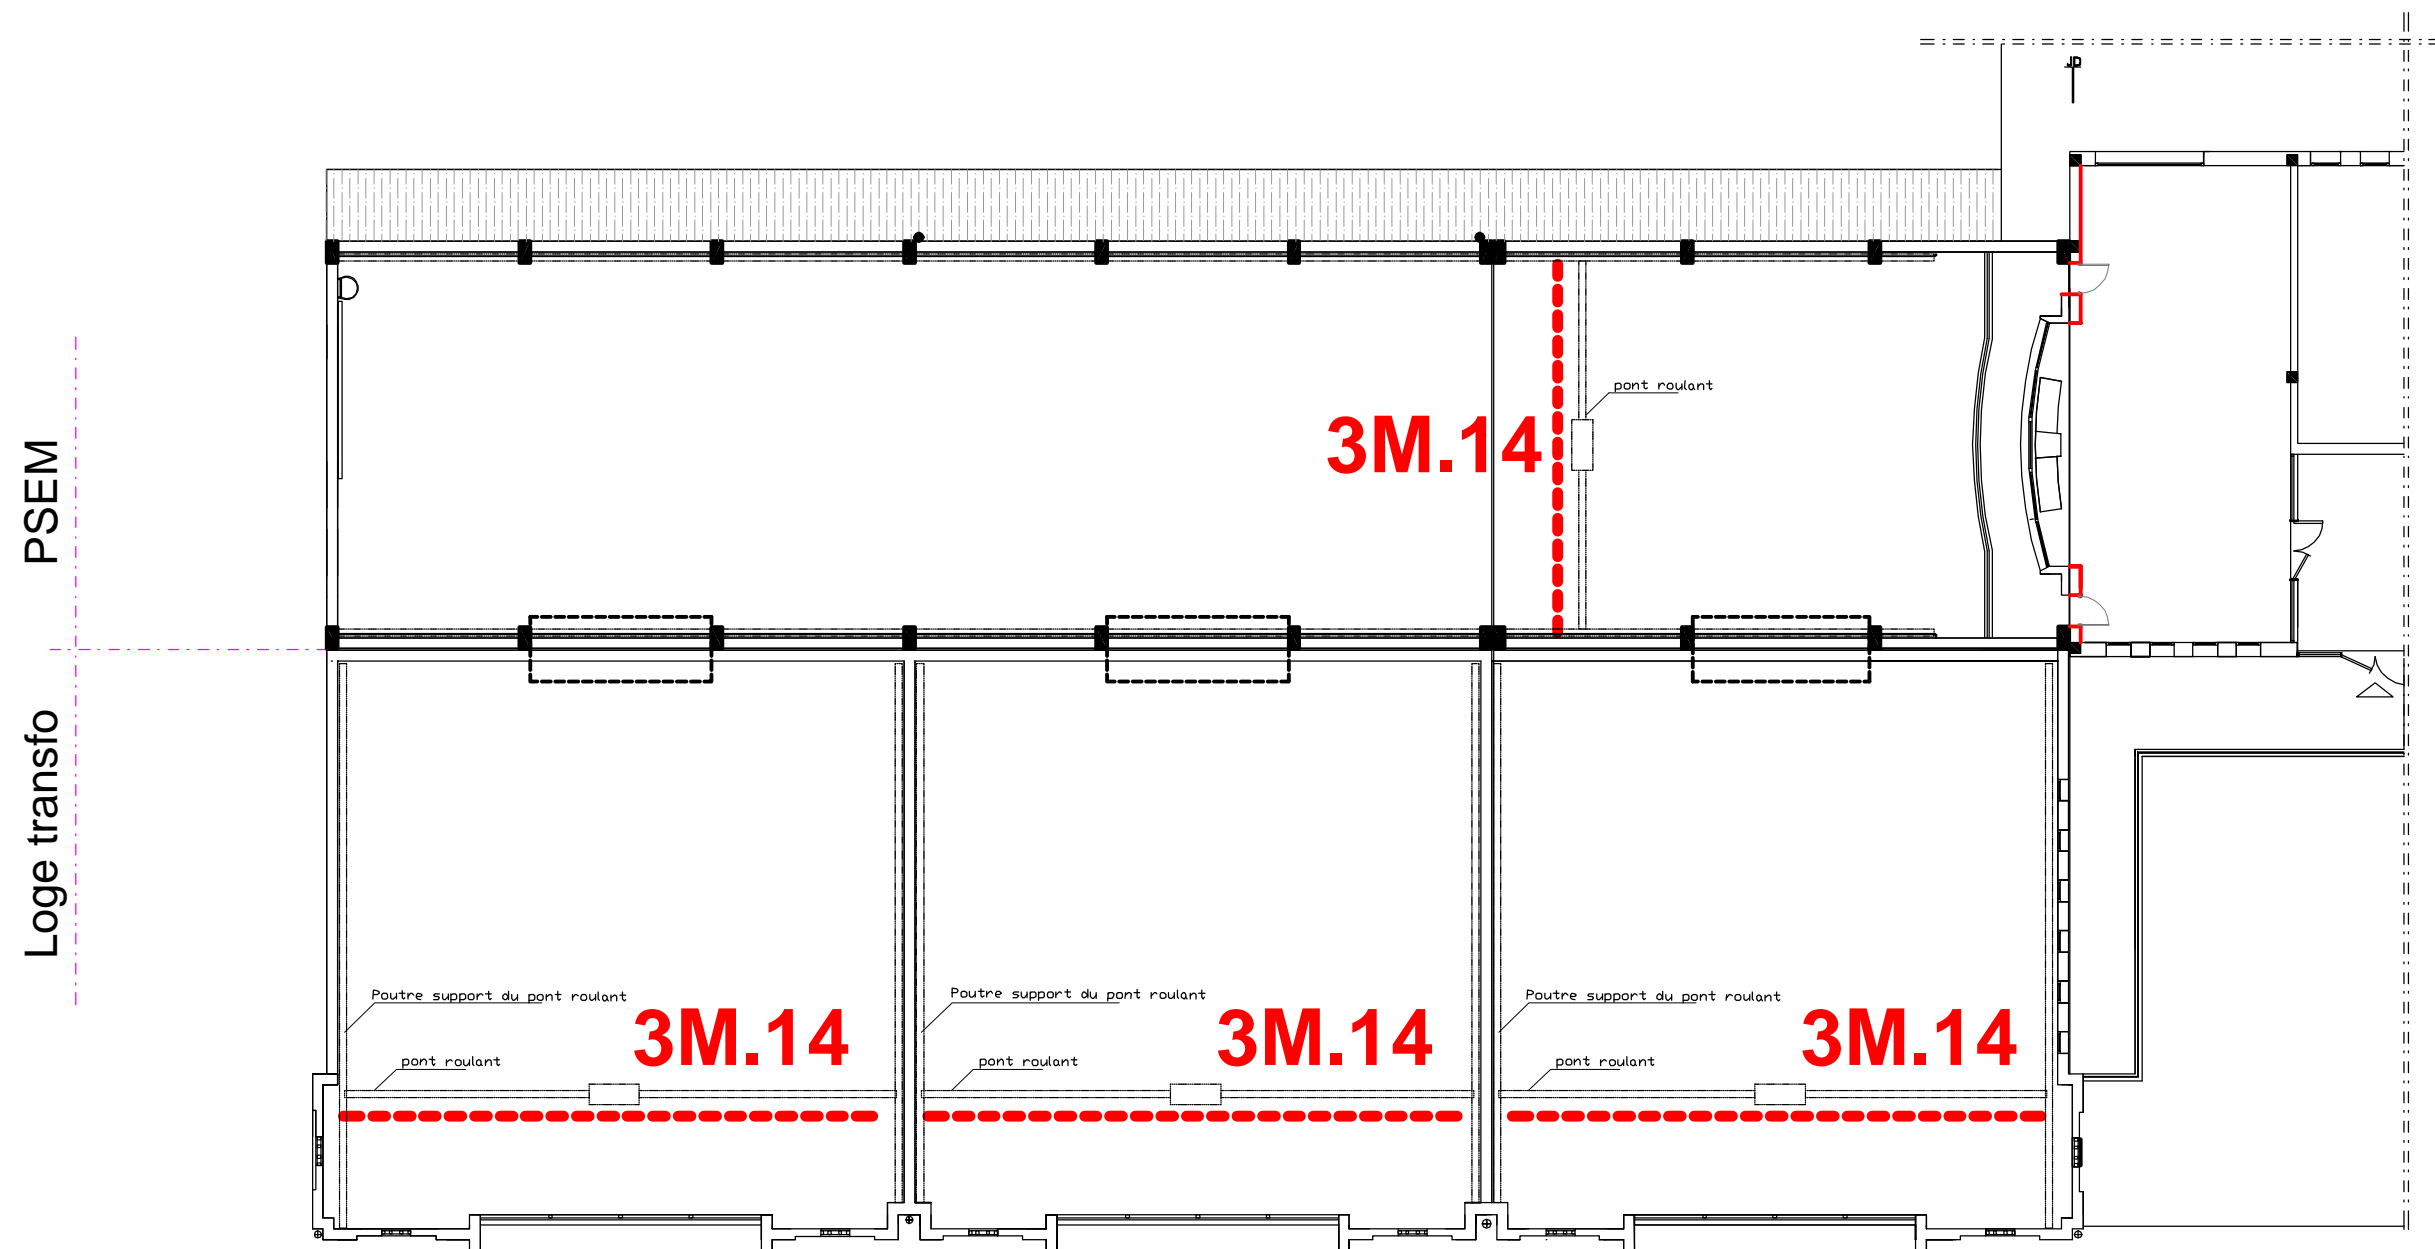 JD
PSEM
pont roulant
3M.14
Loge transfo
Poutre support du pont roulant
Poutre support du pont roulant
Poutre support du pont roulant
3M.14
3M.14
3M.14
pont roulant
pont roulant
pont roulant